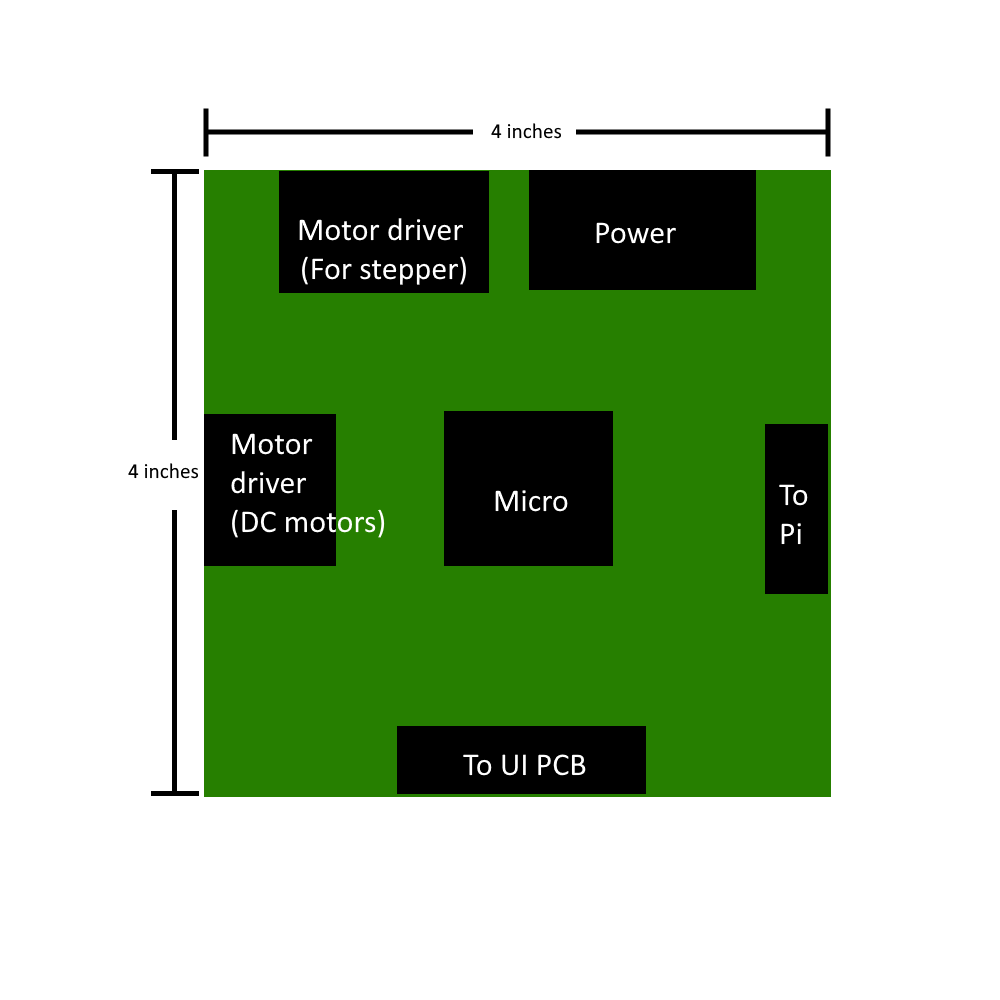 4 inches
Motor driver
(For stepper)
Power
4 inches
Motor
driver
(DC motors)
Micro
To
Pi
To UI PCB